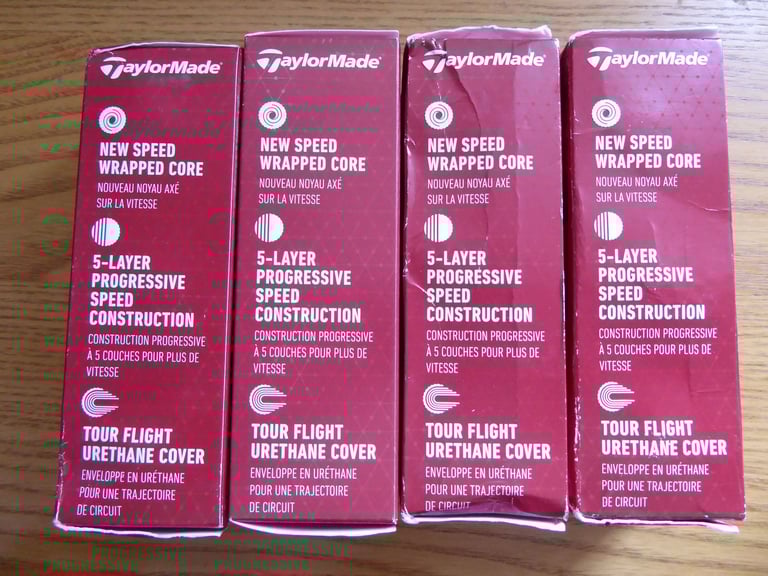 TaylorMade
NEW SPEED
WRAPPED CORE
NOUVEAU NOYAU AXÉ
SUR LA VITESSE
5-LAYER
PROGRESSIVE
SPEED
CONSTRUCTION
CONSTRUCTION PROGRESSIVE
À 5 COUCHES POUR PLUS DE
VITESSE
TOUR FLIGHT
URETHANE COVER
ENVELOPPE EN URÉTHANE
POUR UNE TRAJECTOIRE
DE CIRCUIT
TaylorMade
NEW SPEED
WRAPPED CORE
NOUVEAU NOYAU AXÉ
SUR LA VITESSE
5-LAYER
PROGRESSIVE
SPEED
CONSTRUCTION
CONSTRUCTION PROGRESSIVE
À 5 COUCHES POUR PLUS DE
VITESSE
TOUR FLIGHT
URETHANE COVER
ENVELOPPE EN URÉTHANE
POUR UNE TRAJECTOIRE
DE CIRCUIT
TaylorMade
NEW SPEED
WRAPPED CORE
NOUVEAU NOYAU AXÉ
SUR LA VITESSE
5-LAYER
PROGRESSIVE
SPEED
CONSTRUCTION
CONSTRUCTION PROGRESSIVE
À 5 COUCHES POUR PLUS DE
VITESSE
TOUR FLIGHT
URETHANE COVER
ENVELOPPE EN URÉTHANE
POUR UNE TRAJECTOIRE
DE CIRCUIT
TaylorMade
NEW SPEED
WRAPPED CORE
NOUVEAU NOYAU AXÉ
SUR LA VITESSE
5-LAYER
PROGRESSIVE
SPEED
CONSTRUCTION
CONSTRUCTION PROGRESSIVE
À 5 COUCHES POUR PLUS DE
VITESSE
TOUR FLIGHT
URETHANE COVER
ENVELOPPE EN URÉTHANE
POUR UNE TRAJECTOIRE
DE CIRCUIT